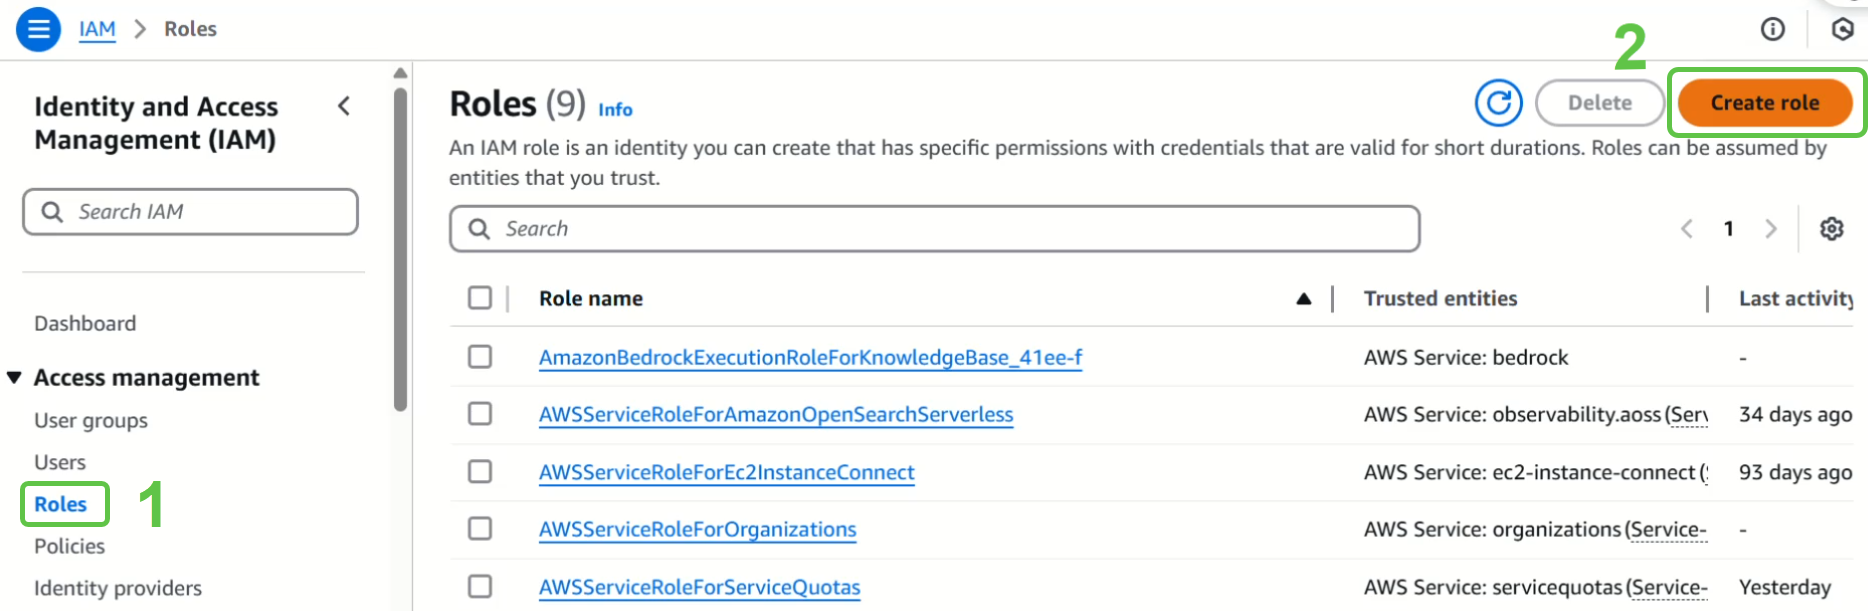 IAM > Roles
2
Identity and Access
Management (IAM)
Search IAM
Dashboard
Access management
User groups
Users
Roles 1
Policies
Identity providers
Roles (9) Info
Delete
Create role
An IAM role is an identity you can create that has specific permissions with credentials that are valid for short durations. Roles can be assumed by
entities that you trust.
Search
1
Role name Trusted entities Last activity
AmazonBedrockExecutionRoleForKnowledgeBase_41ee-f AWS Service: bedrock -
AWSServiceRoleForAmazonOpenSearchServerless AWS Service: observability.aoss (Serv 34 days ago
AWSServiceRoleForEc2InstanceConnect AWS Service: ec2-instance-connect ( 93 days ago
AWSServiceRoleForOrganizations AWS Service: organizations (Service- -
AWSServiceRoleForServiceQuotas AWS Service: servicequotas (Service- Yesterday